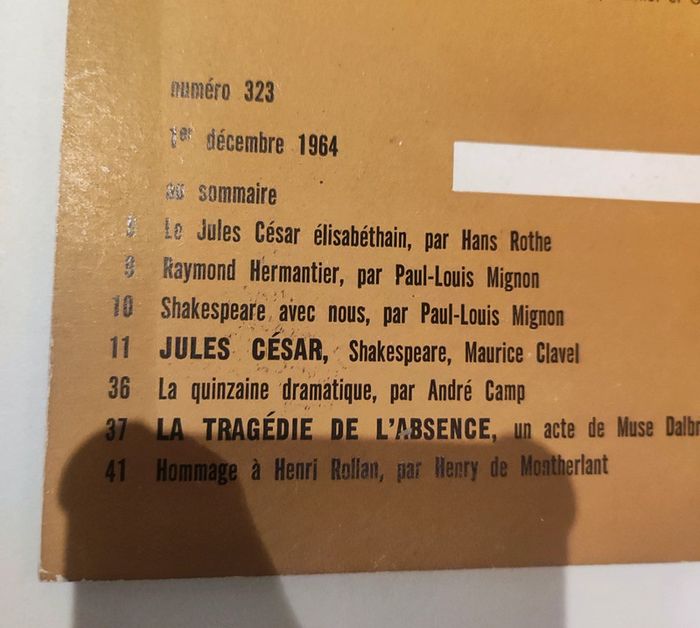 numéro 323
1er décembre 1964
au sommaire
Le Jules César élisabéthain, par Hans Rothe
9 Raymond Hermantier, par Paul-Louis Mignon
10 Shakespeare avec nous, par Paul-Louis Mignon
11 JULES CÉSAR, Shakespeare, Maurice Clavel
36 La quinzaine dramatique, par André Camp
37 LA TRAGÉDIE DE L'ABSENCE, un acte de Muse Dalbr
41 Hommage à Henri Rollan, par Henry de Montherlant